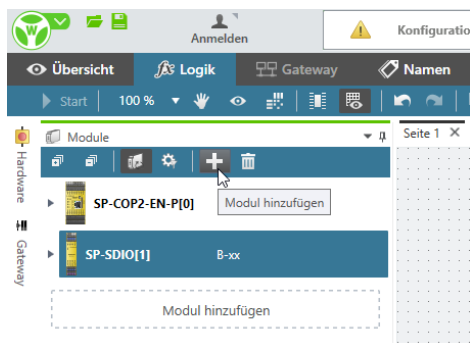 Anmelden
Konfiguratio
Übersicht
Logik
Gateway
Namen
Start
100 %
Module
Seite 1
Hardware
Gateway
SP-COP2-EN-P[0]
Modul hinzufügen
SP-SDIO[1]
B-xx
Modul hinzufügen